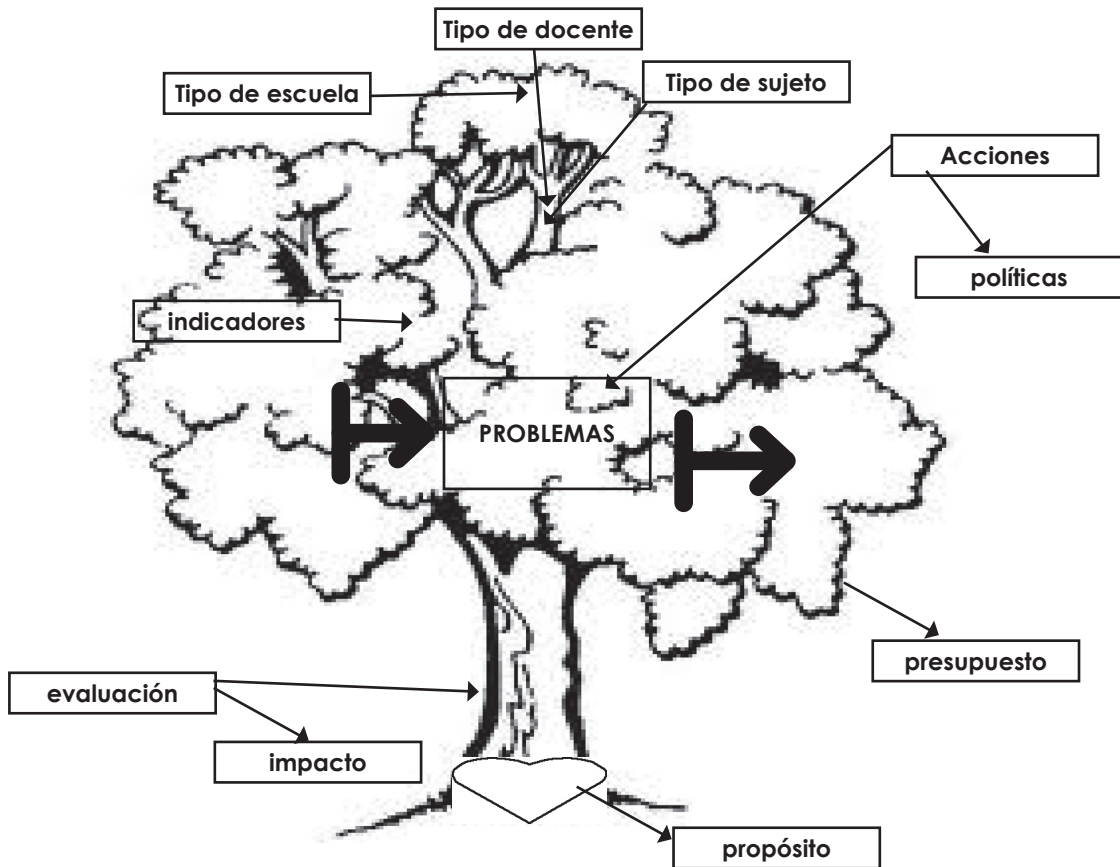 Tipo de docente
Tipo de escuela
Tipo de sujeto
Acciones
políticas
indicadores
PROBLEMAS
presupuesto
evaluación
impacto
propósito